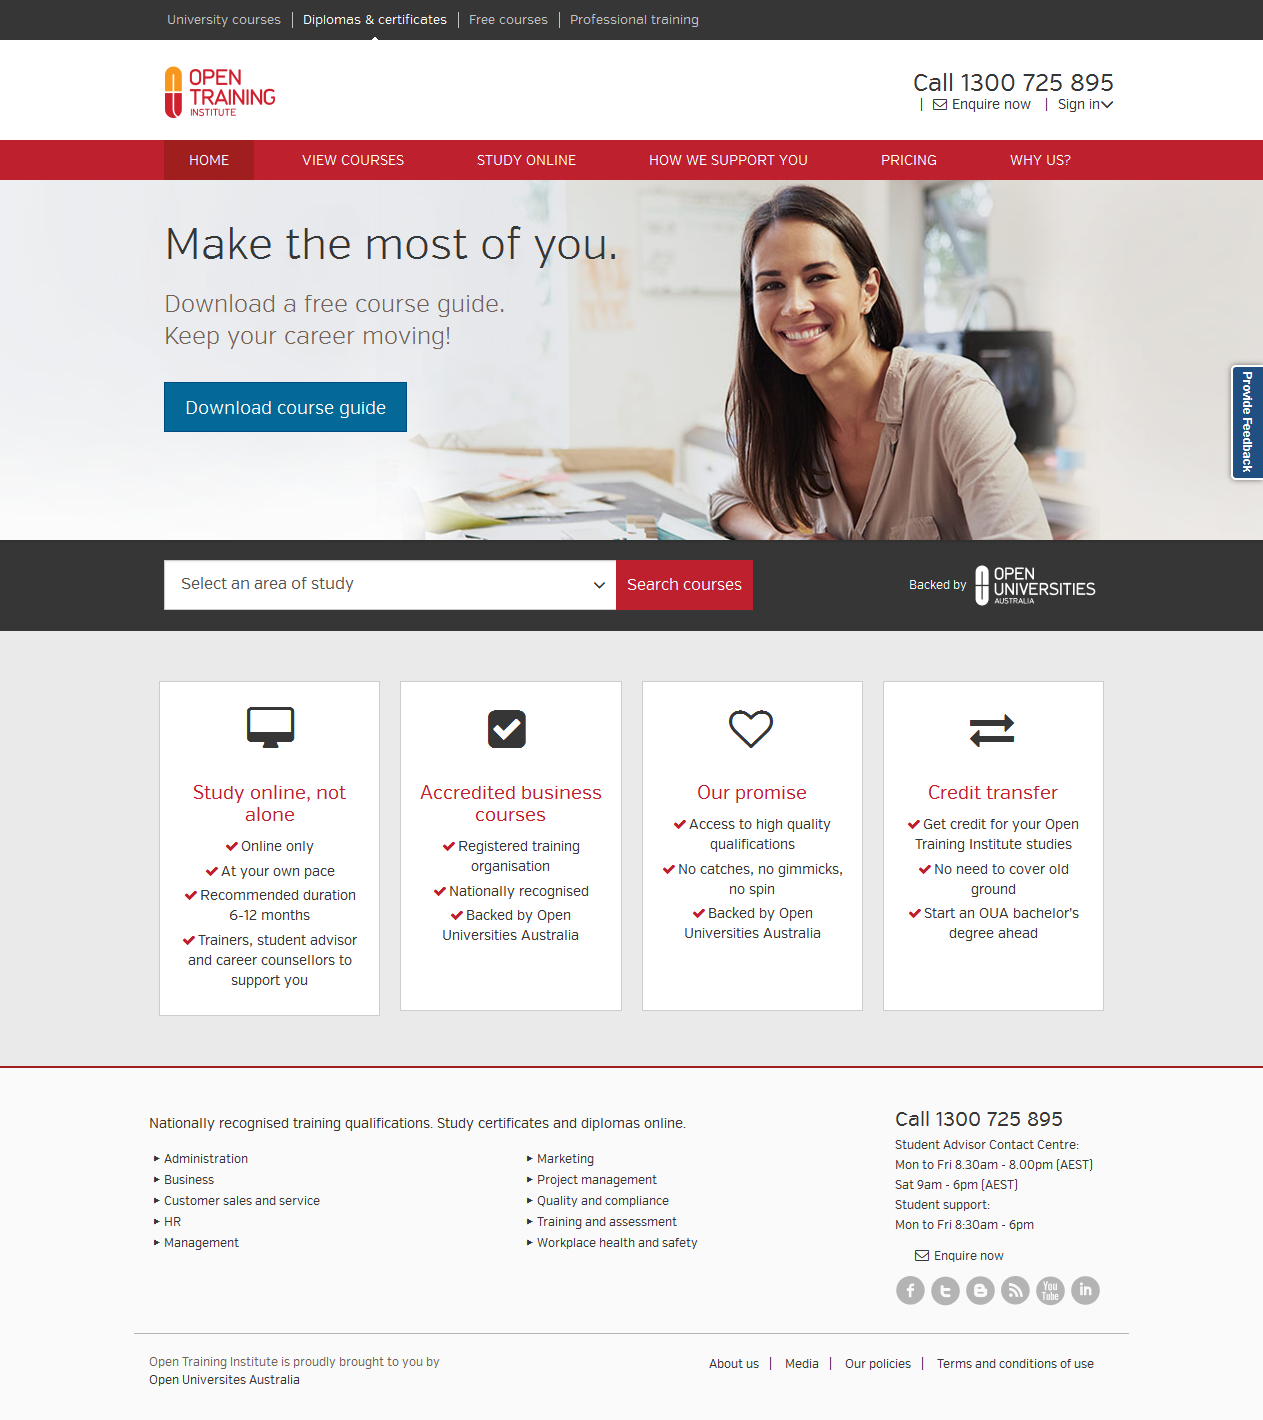 University courses
Diplomas & certificates
Free courses
Professional training
OPEN
TRAINING
INSTITUTE
Call 1300 725 895
Enquire now
Sign in
HOME
VIEW COURSES
STUDY ONLINE
HOW WE SUPPORT YOU
PRICING
WHY US?
Make the most of you.
Download a free course guide.
Keep your career moving!
Download course guide
Provide Feedback
Select an area of study
Search courses
Backed by
OPEN
UNIVERSITIES
AUSTRALIA
Study online, not
alone
Online only
At your own pace
Recommended duration
6-12 months
Trainers, student advisor
and career counsellors to
support you
Accredited business
courses
Registered training
organisation
Nationally recognised
Backed by Open
Universities Australia
Our promise
Access to high quality
qualifications
No catches, no gimmicks,
no spin
Backed by Open
Universities Australia
Credit transfer
Get credit for your Open
Training Institute studies
No need to cover old
ground
Start an OUA bachelor's
degree ahead
Nationally recognised training qualifications. Study certificates and diplomas online.
Administration
Business
Customer sales and service
HR
Management
Marketing
Project management
Quality and compliance
Training and assessment
Workplace health and safety
Call 1300 725 895
Student Advisor Contact Centre:
Mon to Fri 8.30am - 8.00pm (AEST)
Sat 9am - 6pm (AEST)
Student support:
Mon to Fri 8:30am - 6pm
Enquire now
You
Tube
in
Open Training Institute is proudly brought to you by
Open Universites Australia
About us
Media
Our policies
Terms and conditions of use